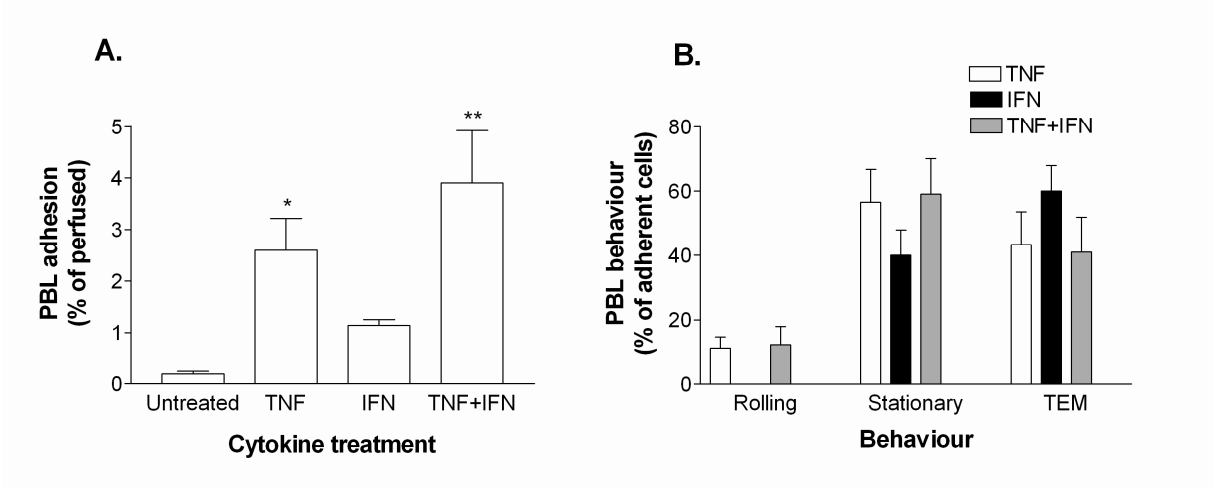 A.
5
4
3
2
1
0
PBL adhesion
(% of perfused)
*
**
Untreated TNF IFN TNF+IFN
Cytokine treatment
B.
TNF
IFN
TNF+IFN
80
60
40
20
0
PBL behaviour
(% of adherent cells)
Rolling Stationary TEM
Behaviour